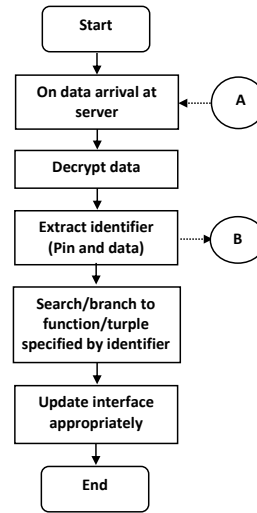 Start
On data arrival at
server
A
Decrypt data
Extract identifier
(Pin and data)
B
Search/branch to
function/turple
specified by identifier
Update interface
appropriately
End